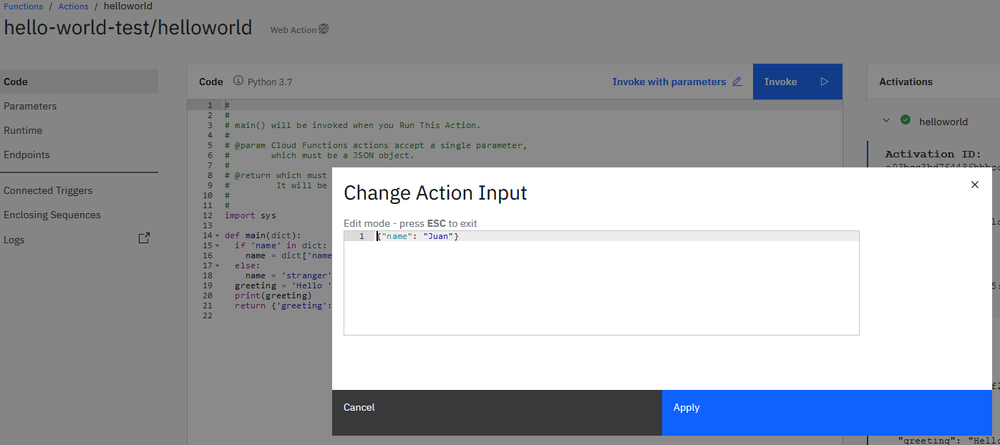 Functions / Actions / helloworld
hello-world-test/helloworld
Web Action
Code
Parameters
Runtime
Endpoints
Connected Triggers
Enclosing Sequences
Logs
Code Python 3.7
Invoke with parameters
Invoke
1 #
2 #
3 # main() will be invoked when you Run This Action.
4 #
5 # @param Cloud Functions actions accept a single parameter,
6 # which must be a JSON object.
7 #
8 # @return which must
9 # It will be
10 #
11 #
12 import sys
13
14 def main(dict):
15 if 'name' in dict:
16 name = dict['name
17 else:
18 name = 'stranger'
19 greeting = 'Hello '
20 print(greeting)
21 return {'greeting':
22
Activations
helloworld
Activation ID:
Change Action Input
Edit mode - press ESC to exit
1 {"name": "Juan"}
Cancel
Apply
"greeting": "Hello